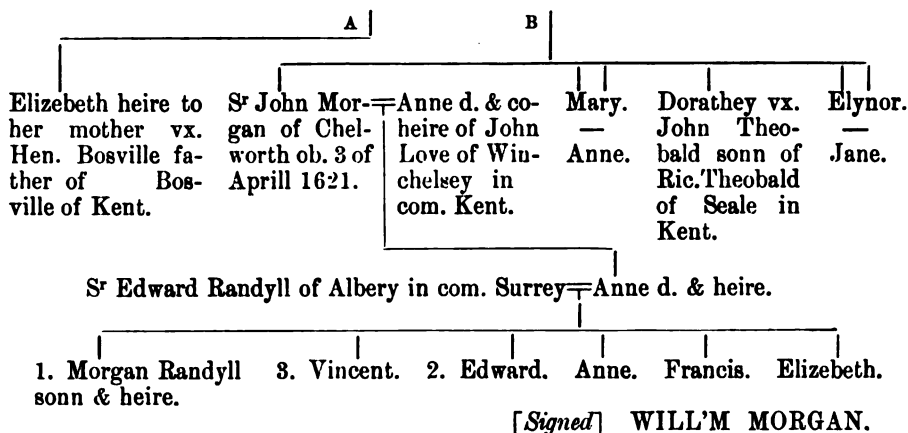 A B
Elizebeth heire to
her mother vx.
Hen. Bosville fa-
ther of Bos-
ville of Kent.
Sr John Mor-
gan of Chel-
worth ob. 3 of
Aprill 1621.
Anne d. & co-
heire of John
Love of Win-
chelsey in
com. Kent.
Mary.
—
Anne.
Dorathey vx.
John Theo-
bald sonn of
Ric. Theobald
of Seale in
Kent.
Elynor.
—
Jane.
Sr Edward Randyll of Albery in com. Surrey Anne d. & heire.
1. Morgan Randyll
sonn & heire.
3. Vincent. 2. Edward. Anne. Francis. Elizebeth.
[Signed] WILL'M MORGAN.